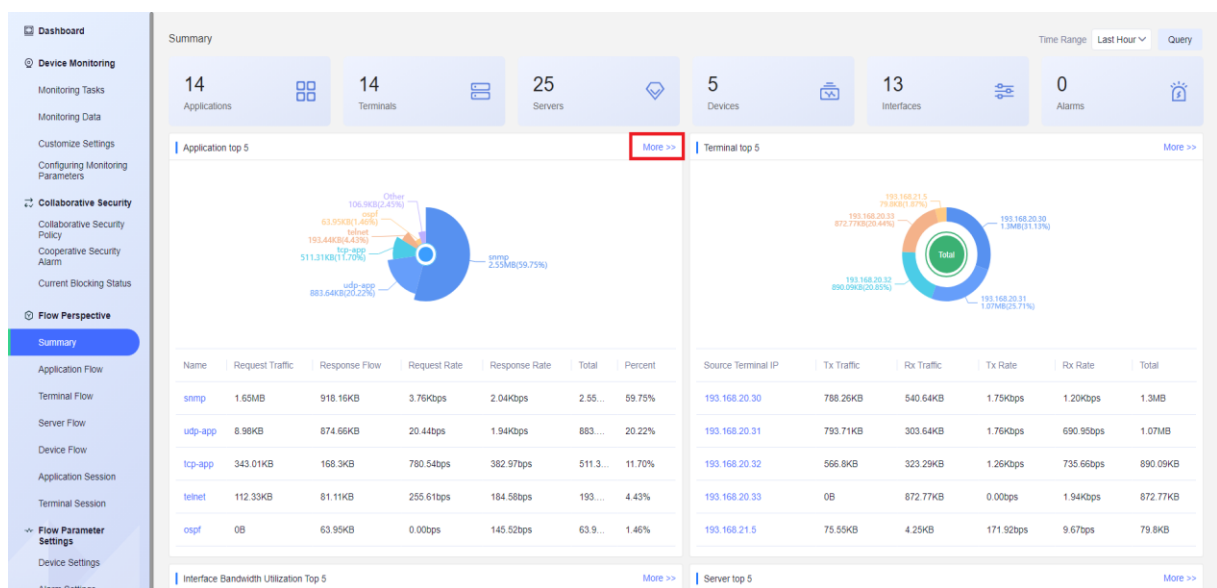 Dashboard
Device Monitoring
Monitoring Tasks
Monitoring Data
Customize Settings
Configuring Monitoring
Parameters
Collaborative Security
Collaborative Security
Policy
Cooperative Security
Alarm
Current Blocking Status
Flow Perspective
Summary
Application Flow
Terminal Flow
Server Flow
Device Flow
Application Session
Terminal Session
Flow Parameter
Settings
Device Settings
Alarm Settings
Summary
Time Range Last Hour Query
14
Applications
14
Terminals
25
Servers
5
Devices
13
Interfaces
0
Alarms
Application top 5 More >>
Other
106.9KB(2.45%)
ospf
63.95KB(1.46%)
telnet
193.44KB(4.43%)
tcp-app
511.31KB(11.70%)
udp-app
883.64KB(20.22%)
snmp
2.55MB(59.75%)
Name Request Traffic Response Flow Request Rate Response Rate Total Percent
snmp 1.65MB 918.16KB 3.76Kbps 2.04Kbps 2.55... 59.75%
udp-app 8.98KB 874.66KB 20.44bps 1.94Kbps 883.... 20.22%
tcp-app 343.01KB 168.3KB 780.54bps 382.97bps 511.3... 11.70%
telnet 112.33KB 81.11KB 255.61bps 184.58bps 193.... 4.43%
ospf 0B 63.95KB 0.00bps 145.52bps 63.9... 1.46%
Terminal top 5 More >>
193.168.21.5
79.8KB(1.87%)
193.168.20.33
872.77KB(20.44%)
193.168.20.32
890.09KB(20.85%)
193.168.20.30
1.3MB(31.13%)
193.168.20.31
1.07MB(25.71%)
Total
Source Terminal IP Tx Traffic Rx Traffic Tx Rate Rx Rate Total
193.168.20.30 788.26KB 540.64KB 1.75Kbps 1.20Kbps 1.3MB
193.168.20.31 793.71KB 303.64KB 1.76Kbps 690.95bps 1.07MB
193.168.20.32 566.8KB 323.29KB 1.26Kbps 735.66bps 890.09KB
193.168.20.33 0B 872.77KB 0.00bps 1.94Kbps 872.77KB
193.168.21.5 75.55KB 4.25KB 171.92bps 9.67bps 79.8KB
Interface Bandwidth Utilization Top 5 More >>
Server top 5 More >>